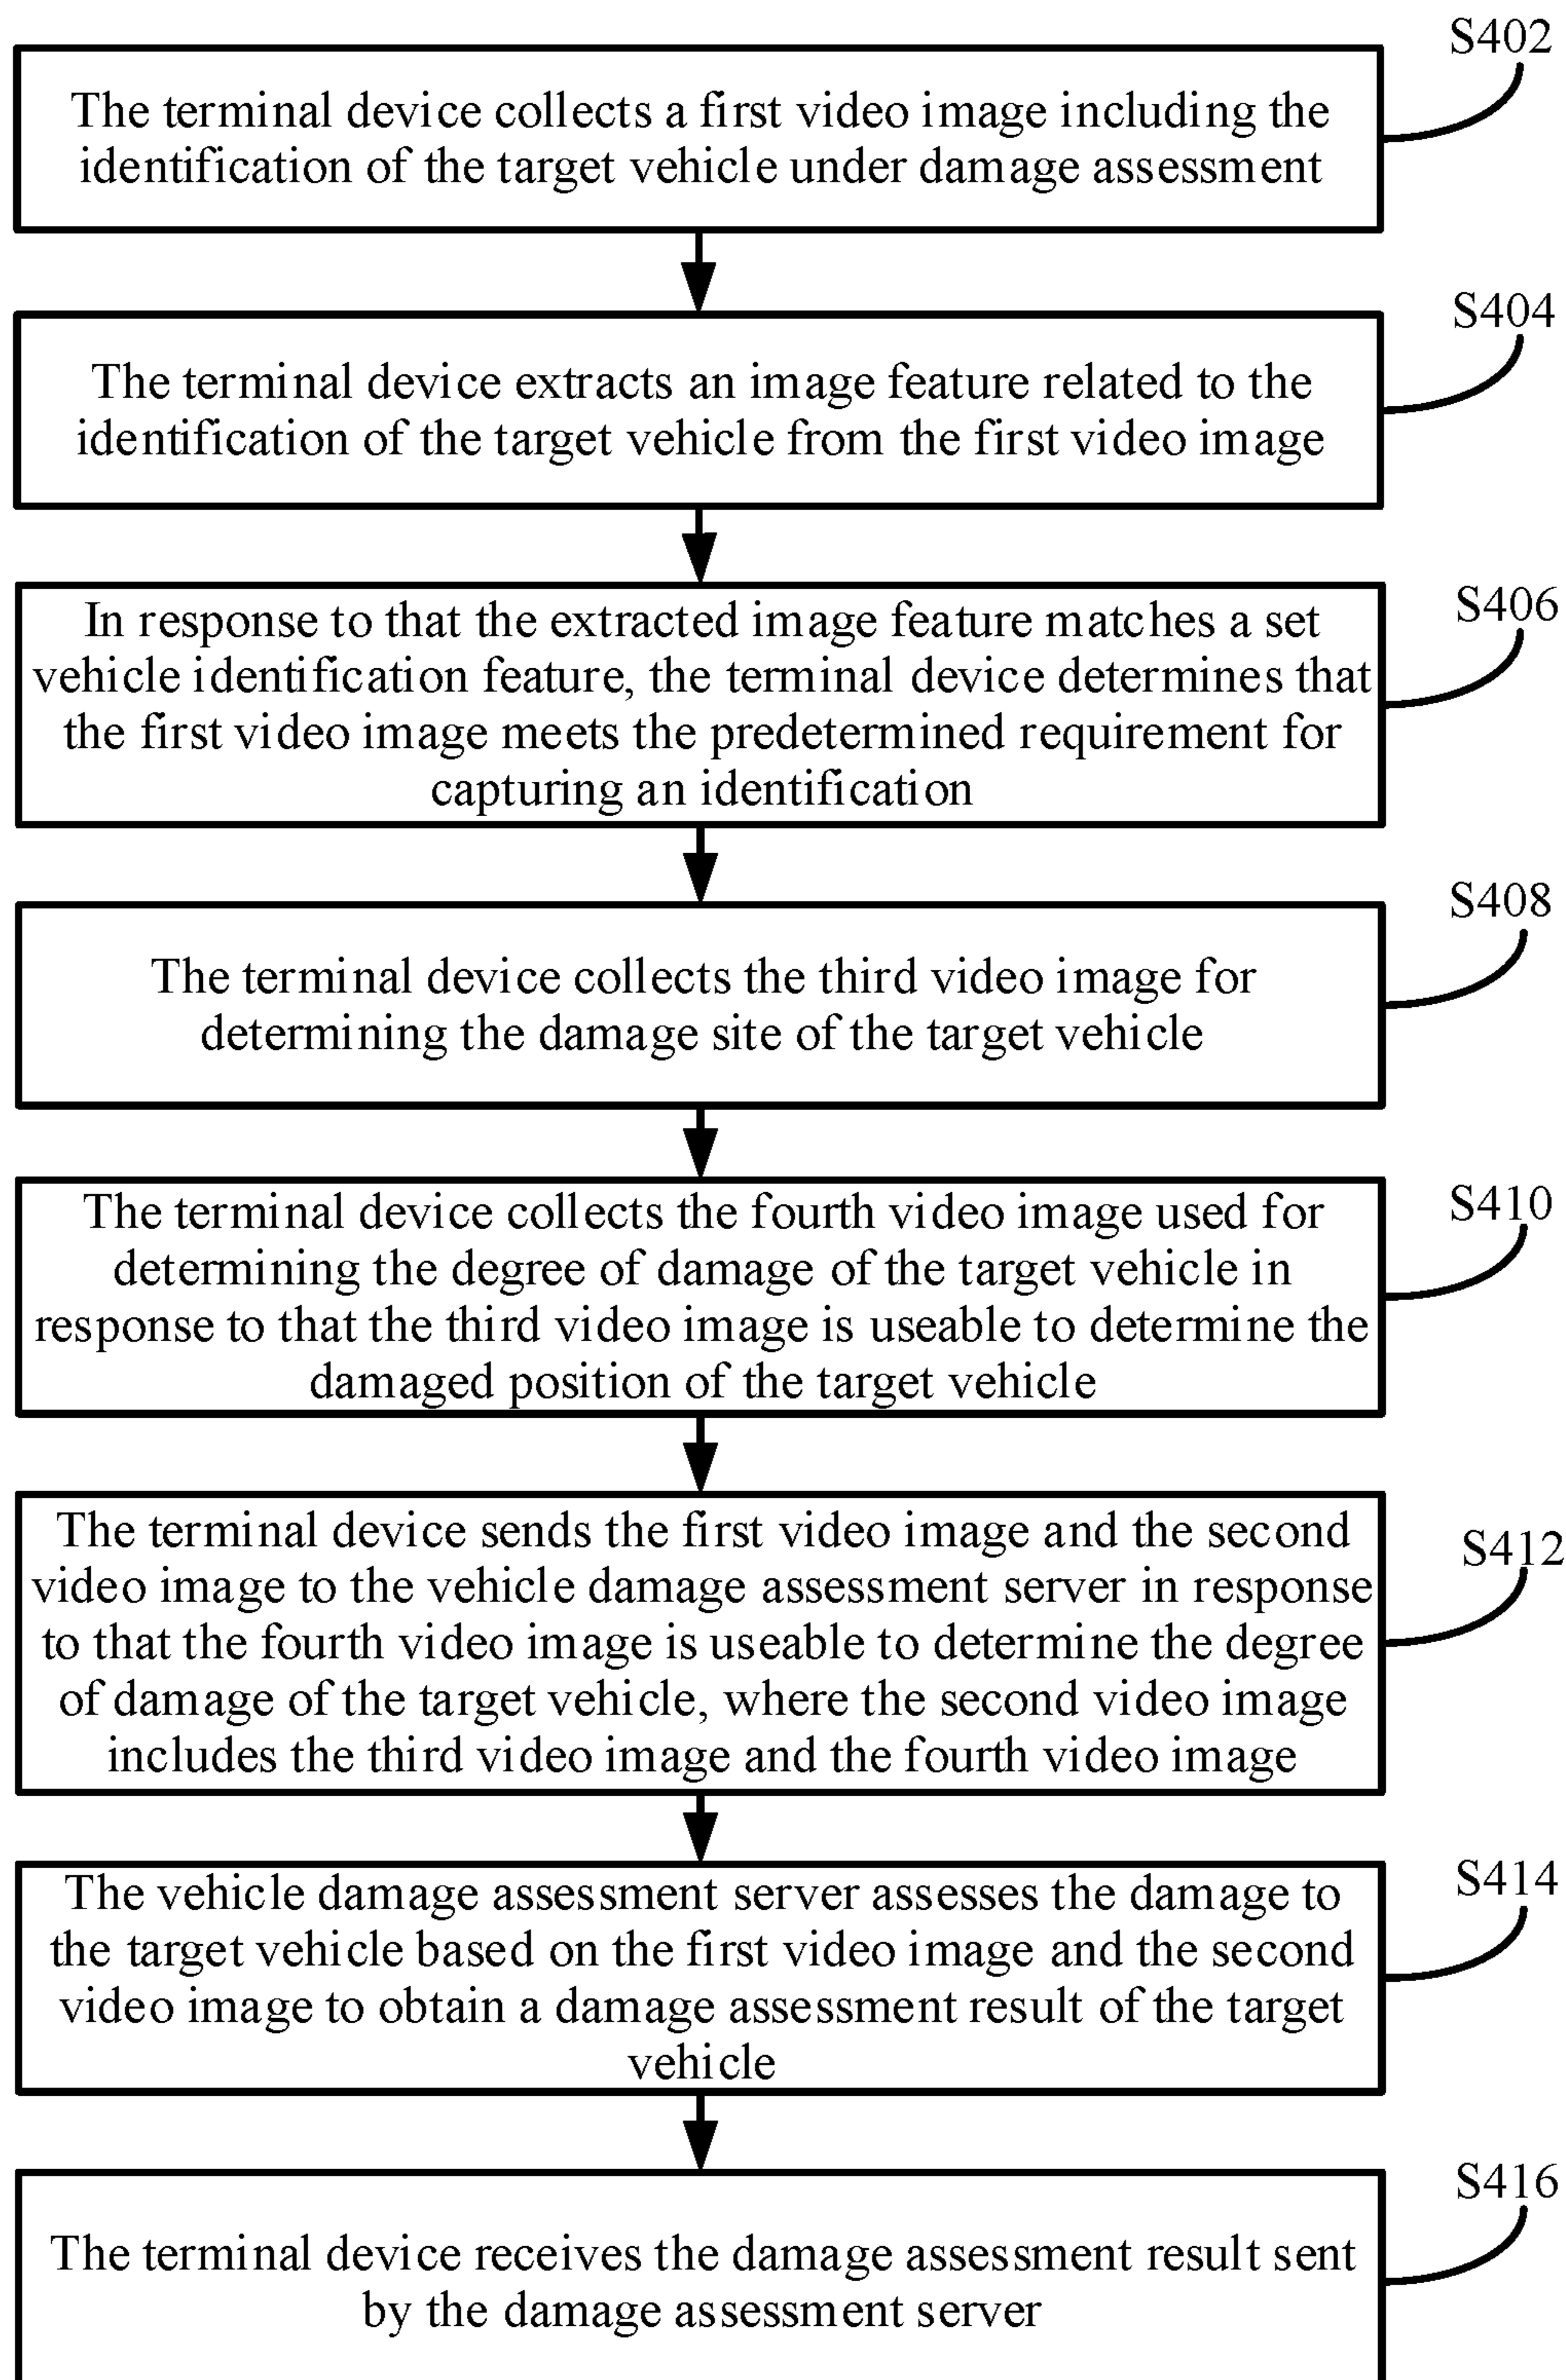 S402
The terminal device collects a first video image including the
identification of the target vehicle under damage assessment
S404
The terminal device extracts an image feature related to the
identification of the target vehicle from the first video image
S406
In response to that the extracted image feature matches a set
vehicle identification feature, the terminal device determines that
the first video image meets the predetermined requirement for
capturing an identification
S408
The terminal device collects the third video image for
determining the damage site of the target vehicle
S410
The terminal device collects the fourth video image used for
determining the degree of damage of the target vehicle in
response to that the third video image is useable to determine the
damaged position of the target vehicle
S412
The terminal device sends the first video image and the second
video image to the vehicle damage assessment server in response
to that the fourth video image is useable to determine the degree
of damage of the target vehicle, where the second video image
includes the third video image and the fourth video image
S414
The vehicle damage assessment server assesses the damage to
the target vehicle based on the first video image and the second
video image to obtain a damage assessment result of the target
vehicle
S416
The terminal device receives the damage assessment result sent
by the damage assessment server